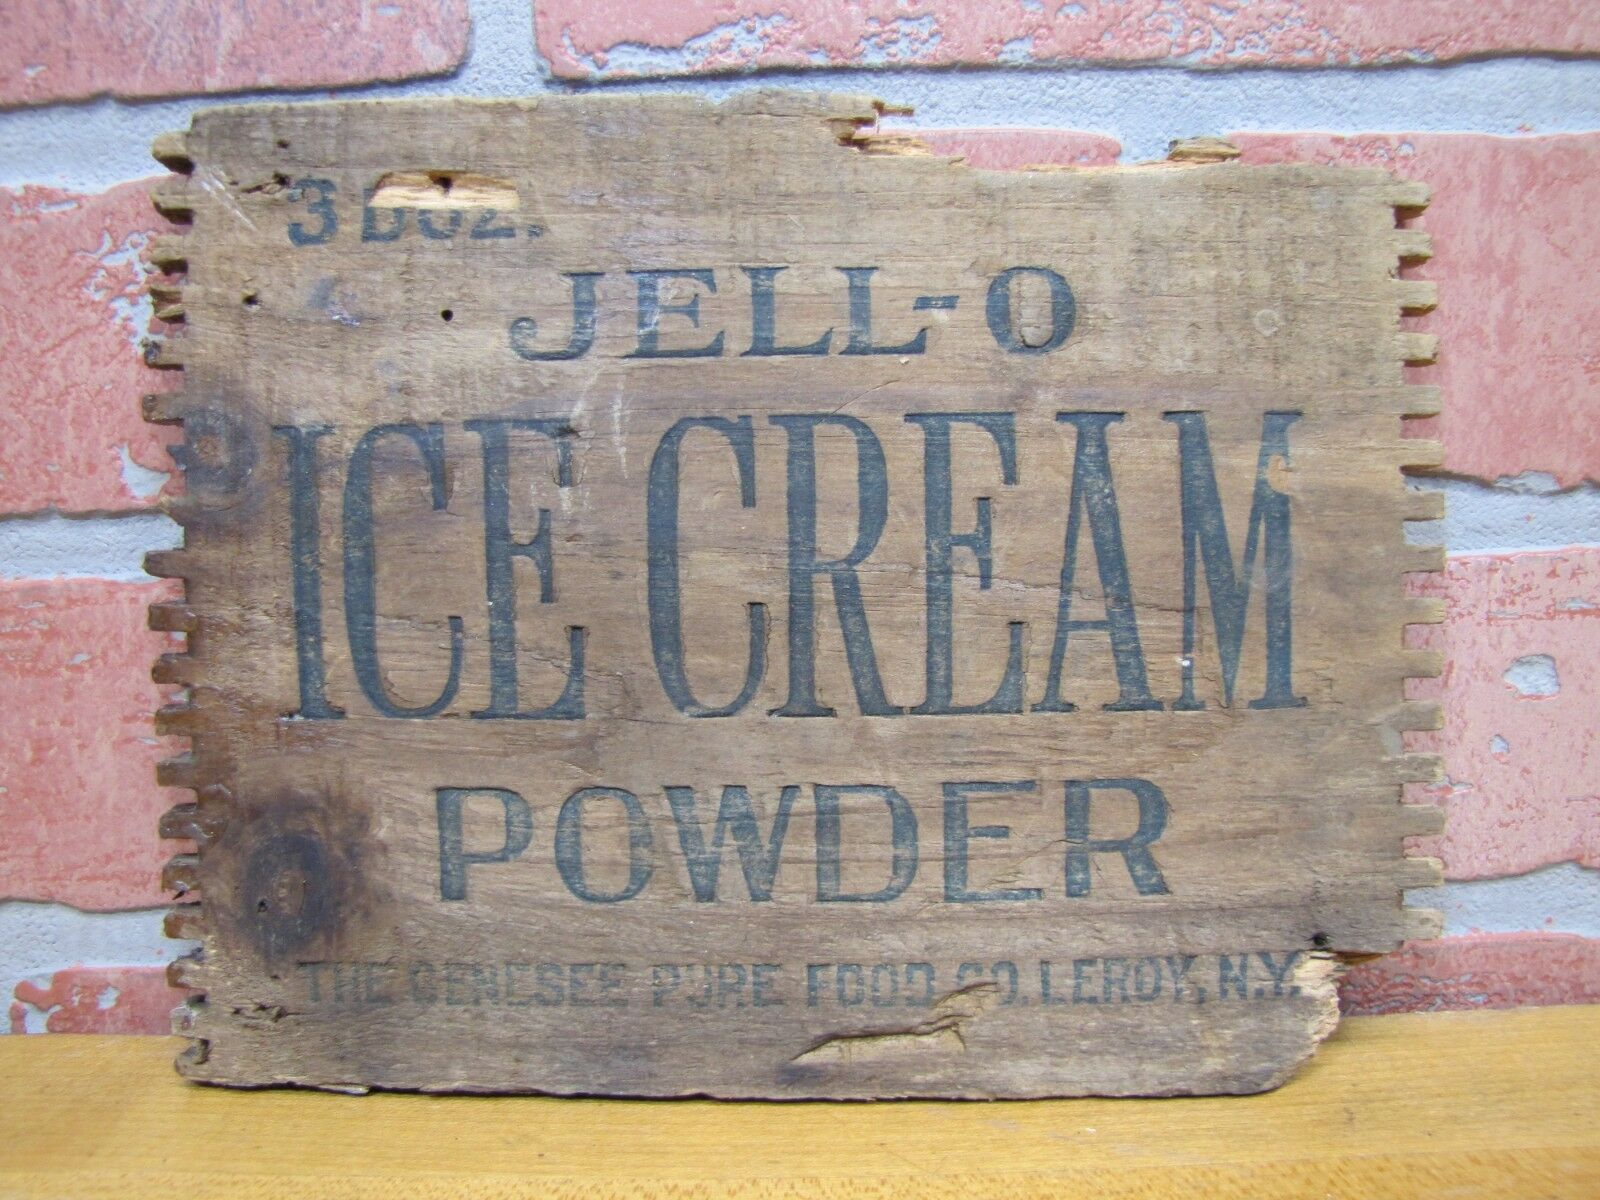 3 DOZ.
JELL-O
ICE CREAM
POWDER
THE GENESEE PURE FOOD CO. LEROY, N.Y.